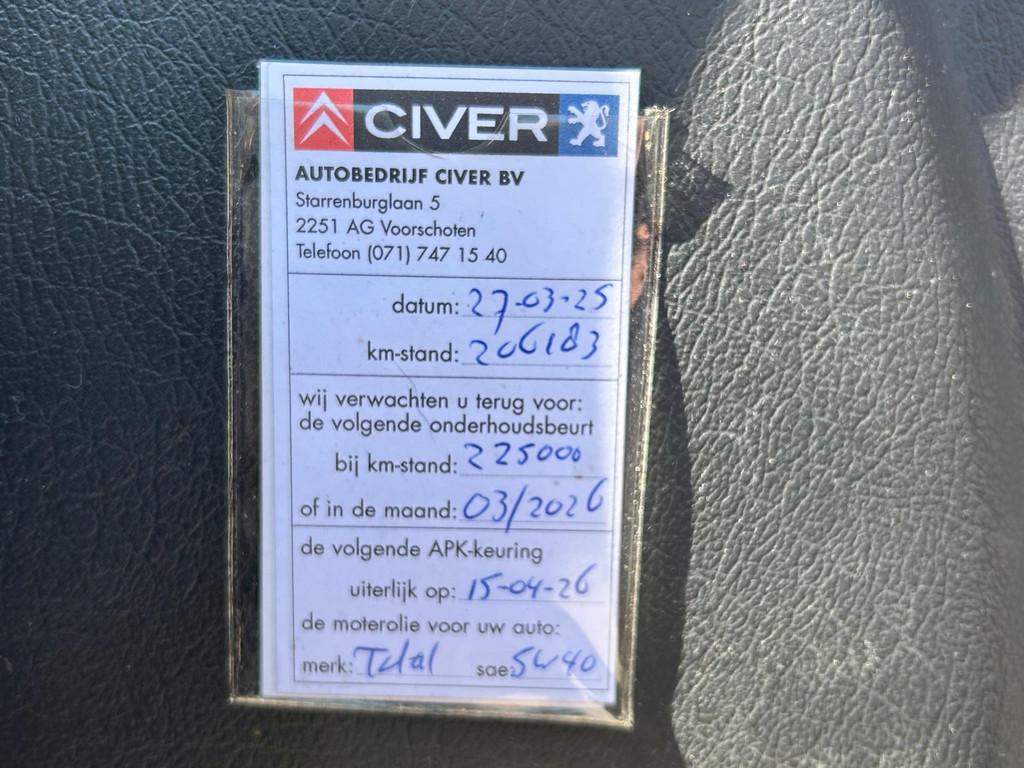 CIVER
AUTOBEDRIJF CIVER BV
Starrenburglaan 5
2251 AG Voorschoten
Telefoon (071) 747 15 40
datum: 27-03-25
km-stand: 206183
wij verwachten u terug voor:
de volgende onderhoudsbeurt
bij km-stand: 225000
of in de maand: 03/2026
de volgende APK-keuring
uiterlijk op: 15-04-26
de moterolie voor uw auto:
merk: Total sae: 5W40